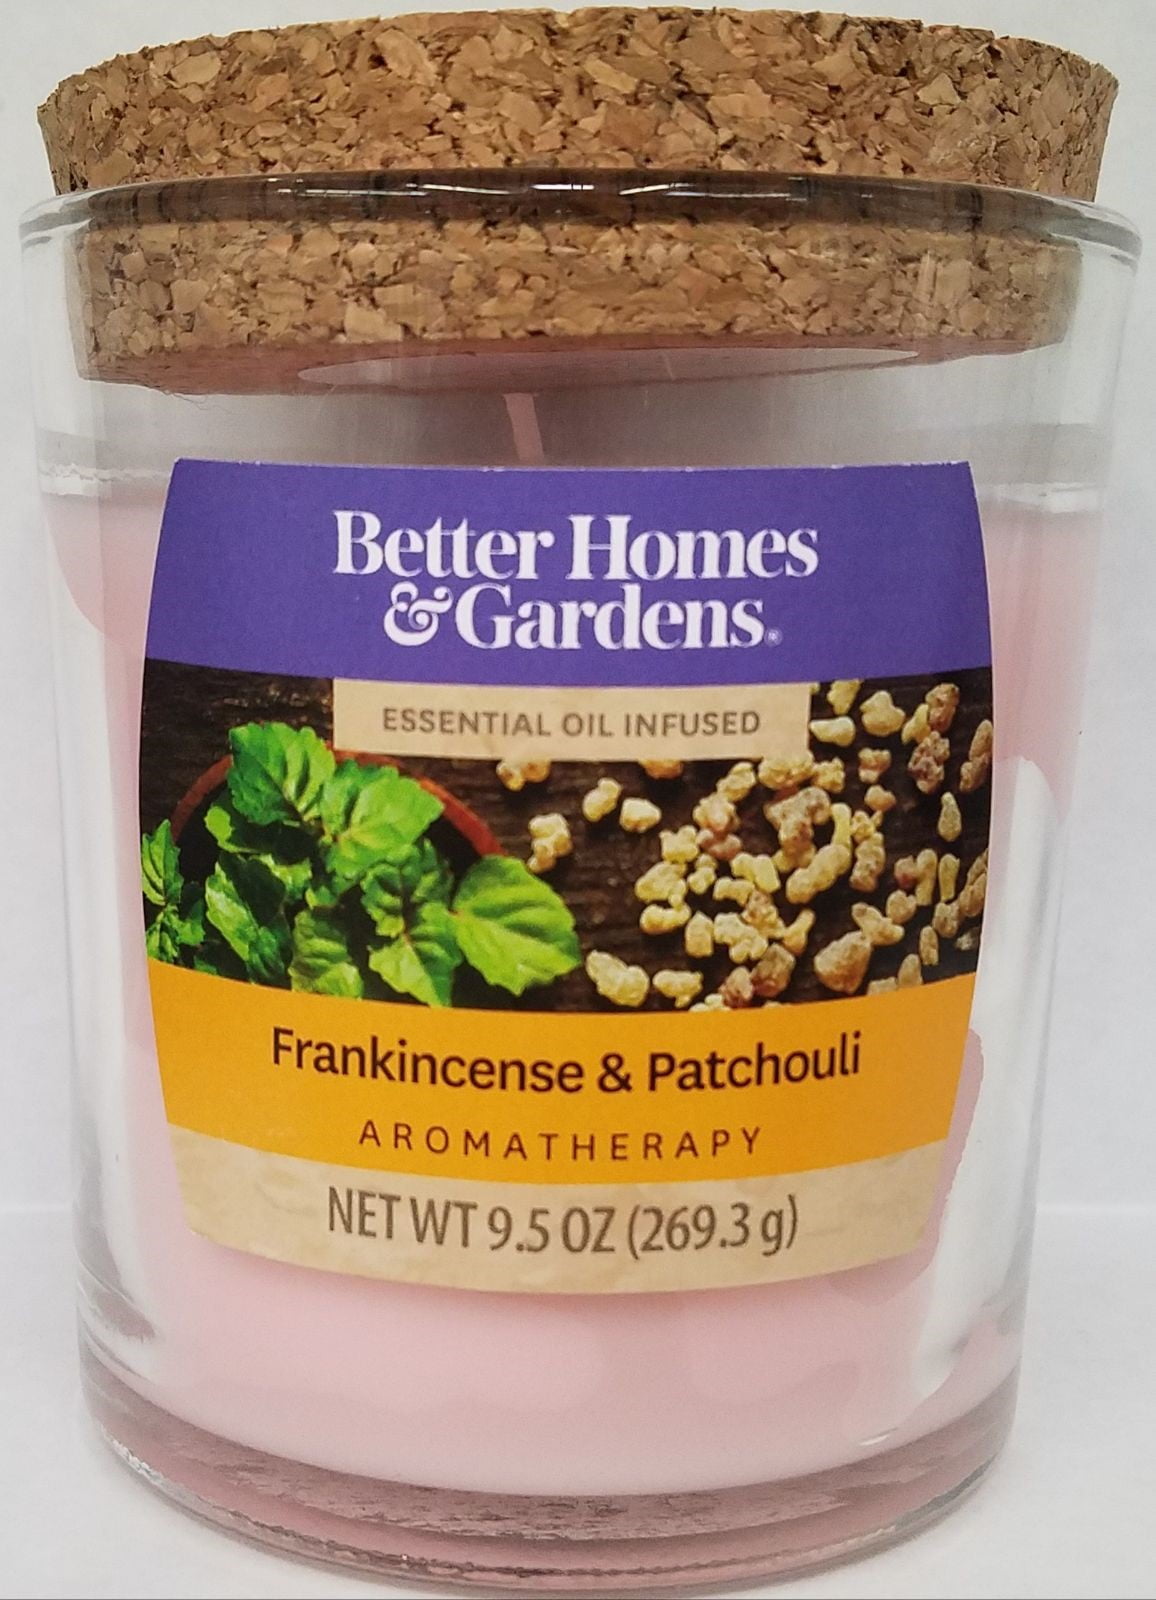 Better Homes
& Gardens®
ESSENTIAL OIL INFUSED
Frankincense & Patchouli
AROMATHERAPY
NET WT 9.5 OZ (269.3 g)